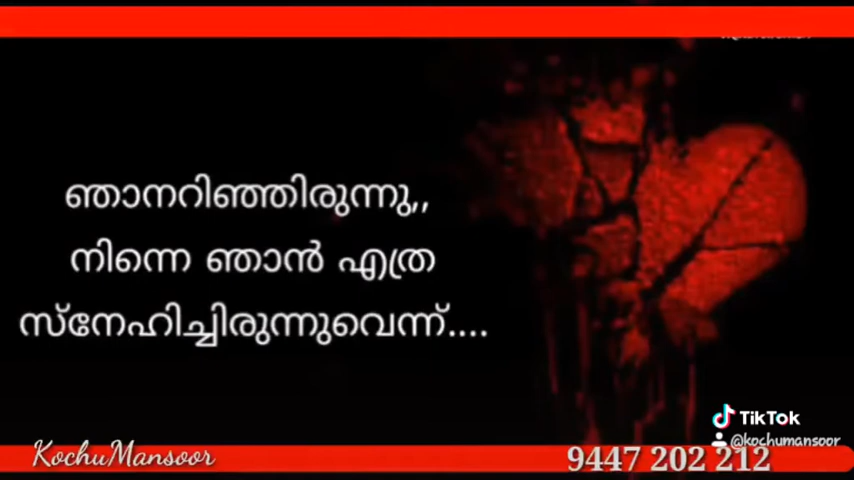 ഞാനറിഞ്ഞിരുന്നു,,
നിന്നെ ഞാൻ എത്ര
സ്നേഹിച്ചിരുന്നുവെന്ന്....
TikTok
@kochumansoor
KochuMansoor
9447 202 212